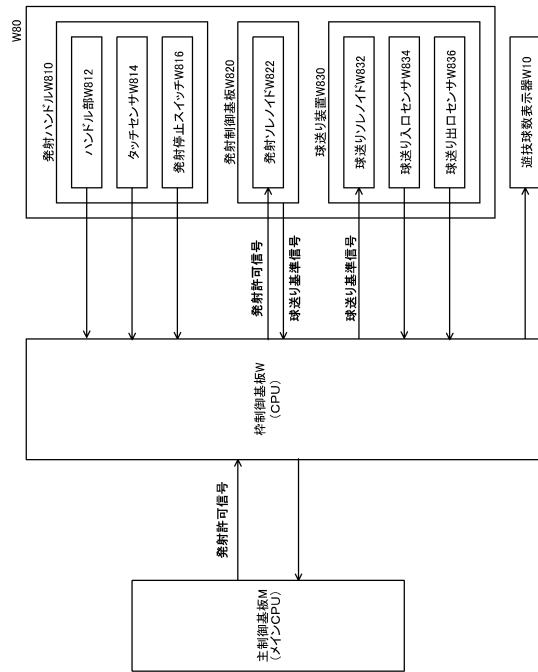 W80
発射ハンドルW810
ハンドル部W812
タッチセンサW814
発射停止スイッチW816
発射制御基板W820
発射ソレノイドW822
球送り装置W830
球送りソレノイドW832
球送り入口センサW834
球送り出口センサW836
遊技球数表示器W10
発射許可信号
球送り基準信号
球送り基準信号
枠制御基板W
(CPU)
発射許可信号
主制御基板M
(メインCPU)